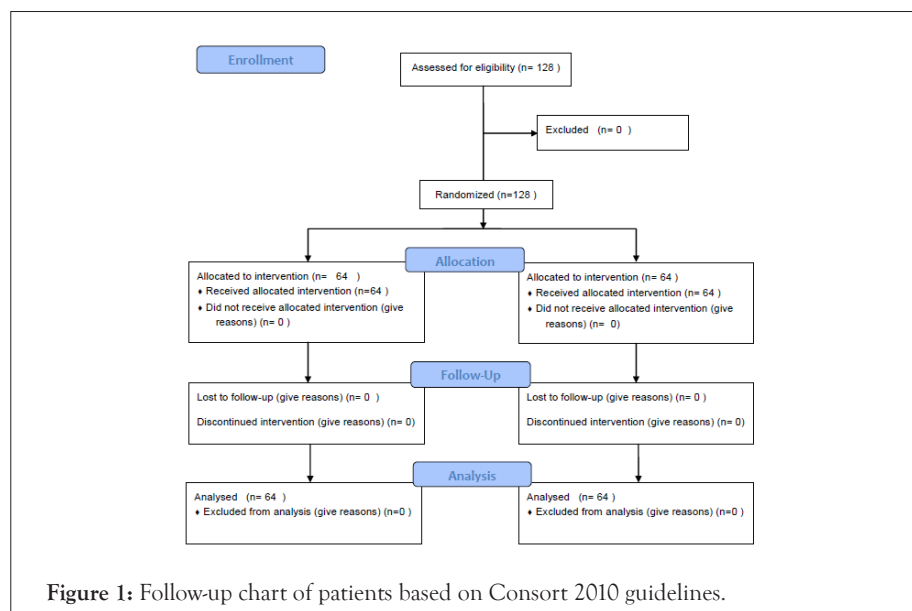 Enrollment
Assessed for eligibility (n= 128 )
Excluded (n= 0 )
Randomized (n=128 )
Allocation
Allocated to intervention (n= 64 )
♦ Received allocated intervention (n=64 )
♦ Did not receive allocated intervention (give
reasons) (n= 0 )
Allocated to intervention (n= 64 )
♦ Received allocated intervention (n= 64 )
♦ Did not receive allocated intervention (give
reasons) (n= 0)
Follow-Up
Lost to follow-up (give reasons) (n= 0 )
Discontinued intervention (give reasons) (n= 0)
Lost to follow-up (give reasons) (n= 0 )
Discontinued intervention (give reasons) (n= 0)
Analysis
Analysed (n= 64 )
♦ Excluded from analysis (give reasons) (n=0 )
Analysed (n= 64 )
♦ Excluded from analysis (give reasons) (n=0 )
Figure 1: Follow-up chart of patients based on Consort 2010 guidelines.